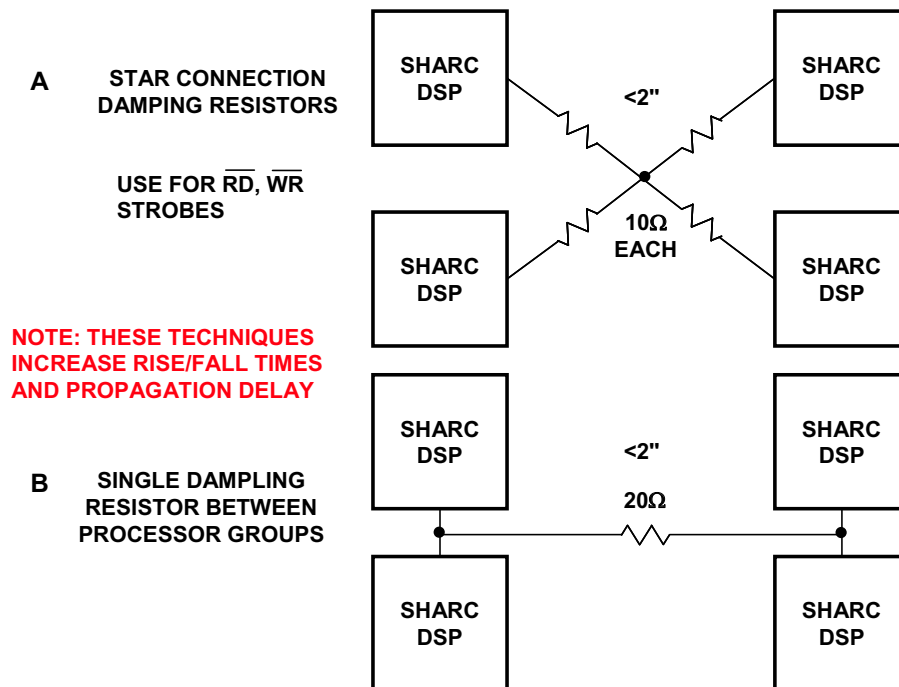 A
STAR CONNECTION
DAMPING RESISTORS
USE FOR R̅D̅, W̅R̅
STROBES
SHARC
DSP
<2"
SHARC
DSP
10Ω
EACH
SHARC
DSP
SHARC
DSP
NOTE: THESE TECHNIQUES
INCREASE RISE/FALL TIMES
AND PROPAGATION DELAY
B
SINGLE DAMPLING
RESISTOR BETWEEN
PROCESSOR GROUPS
SHARC
DSP
<2"
20Ω
SHARC
DSP
SHARC
DSP
SHARC
DSP